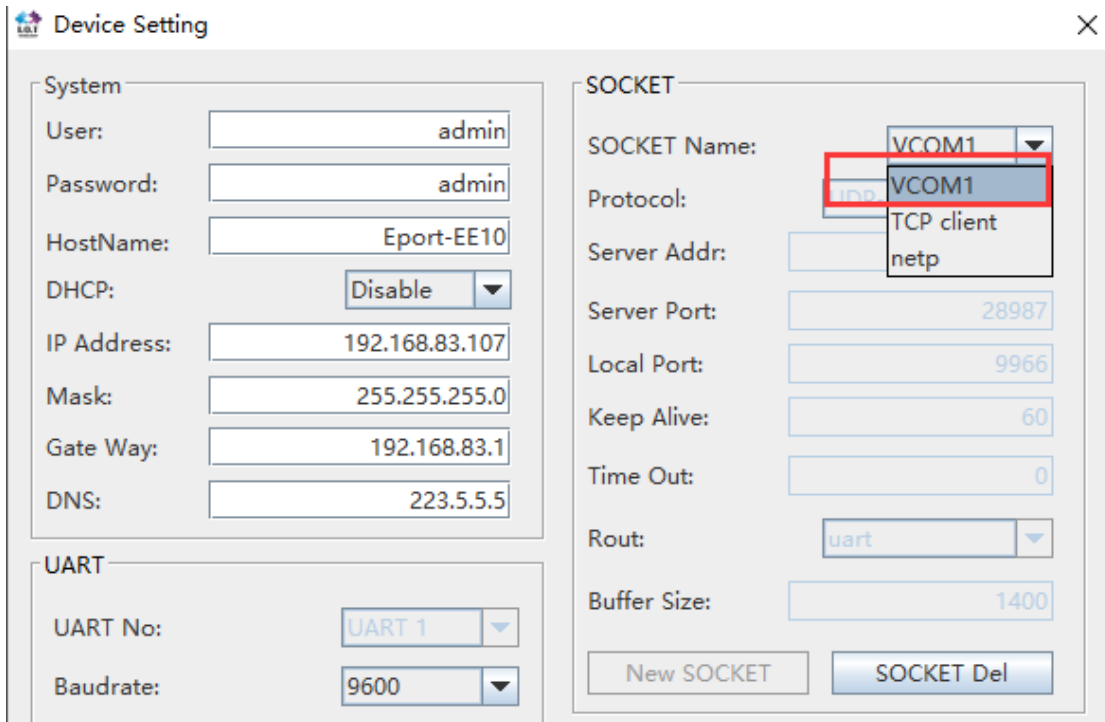 Device Setting
System
User: admin
Password: admin
HostName: Eport-EE10
DHCP: Disable
IP Address: 192.168.83.107
Mask: 255.255.255.0
Gate Way: 192.168.83.1
DNS: 223.5.5.5
UART
UART No: UART 1
Baudrate: 9600
SOCKET
SOCKET Name: VCOM1
VCOM1
TCP client
netp
Protocol: UDP-
Server Addr:
Server Port: 28987
Local Port: 9966
Keep Alive: 60
Time Out: 0
Rout: uart
Buffer Size: 1400
New SOCKET
SOCKET Del